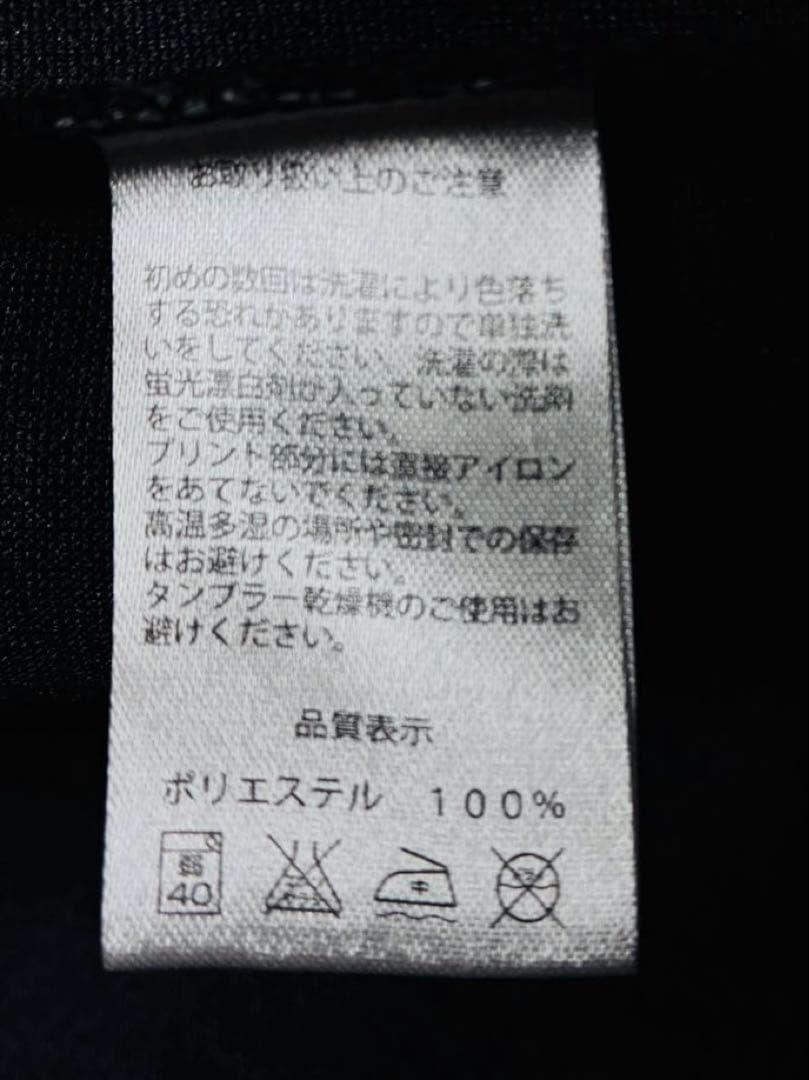 お取り扱い上のご注意
初めの数回は洗濯により色落ち
する恐れがありますので単独洗
いをしてください。洗濯の際は
蛍光漂白剤は入っていない洗剤
をご使用ください。
プリント部分には直接アイロン
をあてないでください。
高温多湿の場所や密封での保存
はお避けください。
タンブラー乾燥機のご使用はお
避けください。
品質表示
ポリエステル 100%
弱 中
40